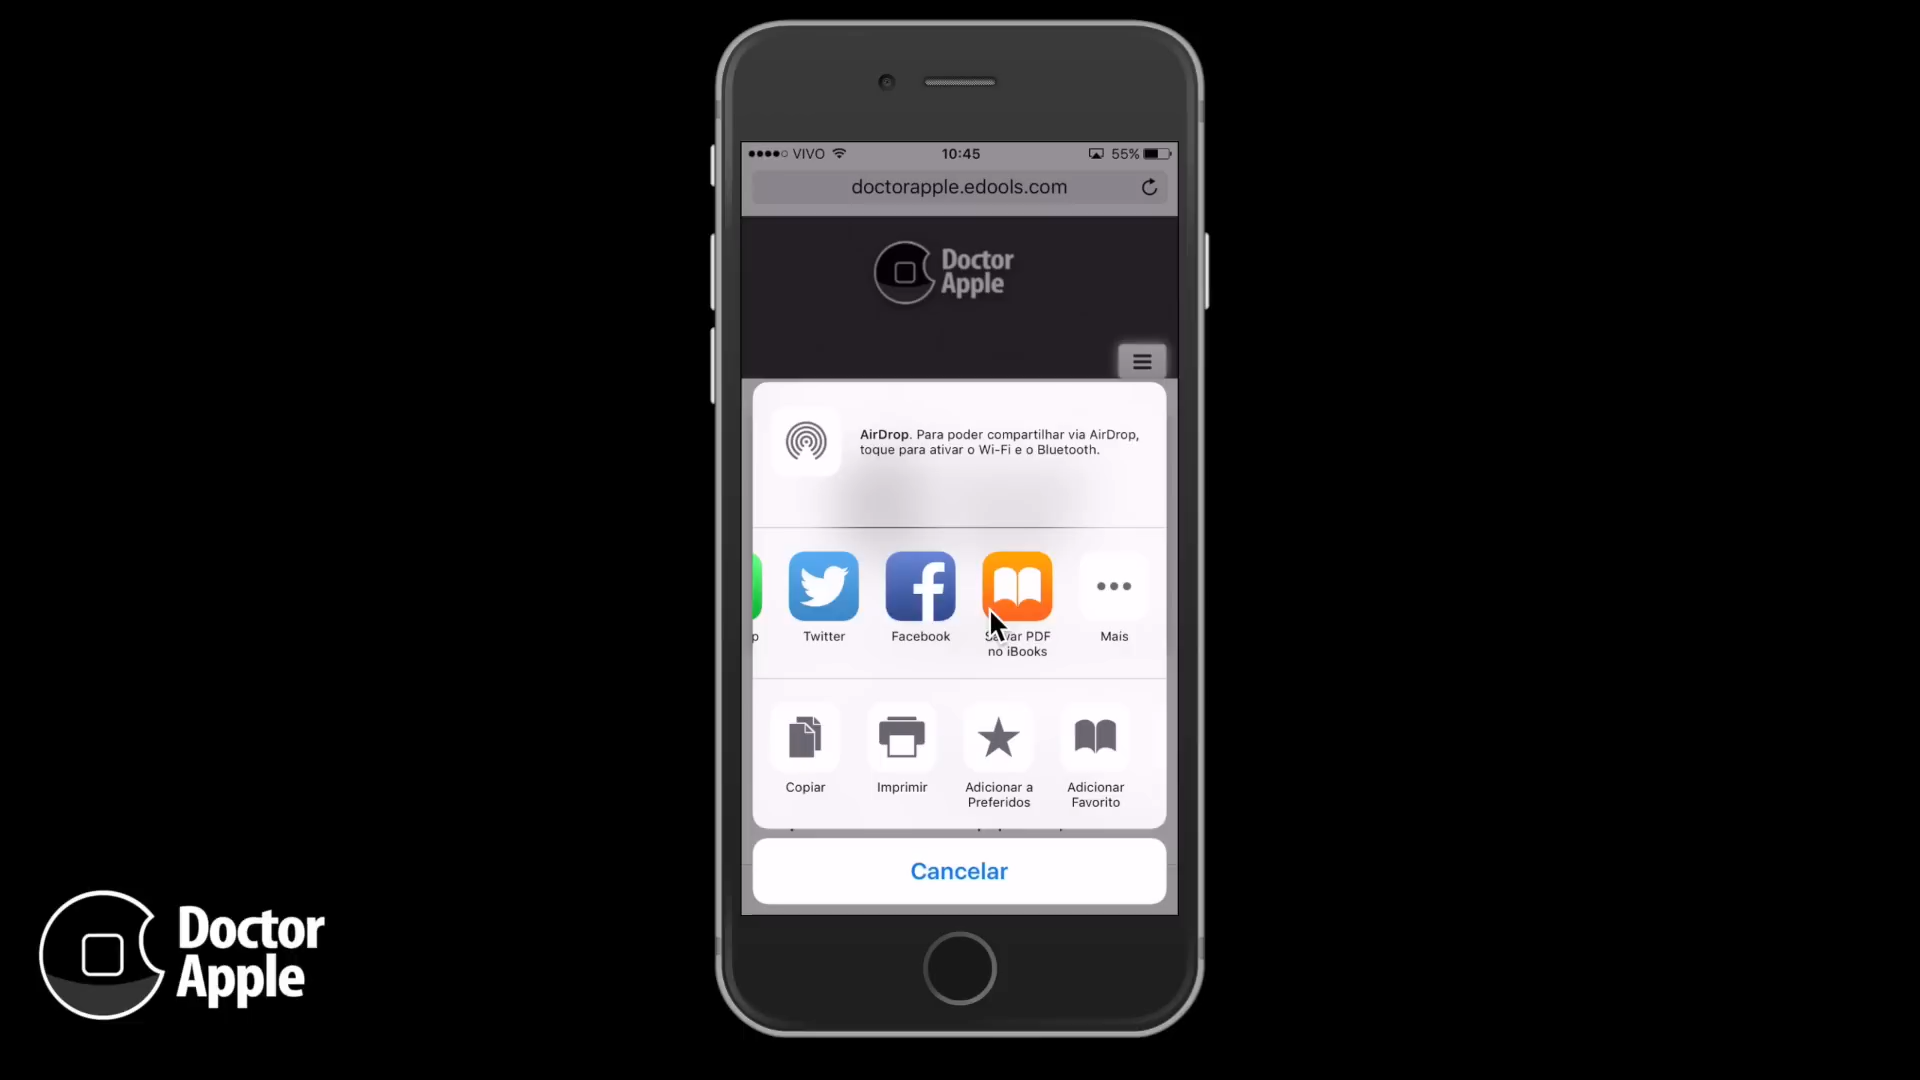 VIVO
10:45
55%
doctorapple.edools.com
Doctor
Apple
AirDrop. Para poder compartilhar via AirDrop,
toque para ativar o Wi-Fi e o Bluetooth.
p
Twitter
Facebook
Salvar PDF
no iBooks
Mais
Copiar
Imprimir
Adicionar a
Preferidos
Adicionar
Favorito
Cancelar
Doctor
Apple